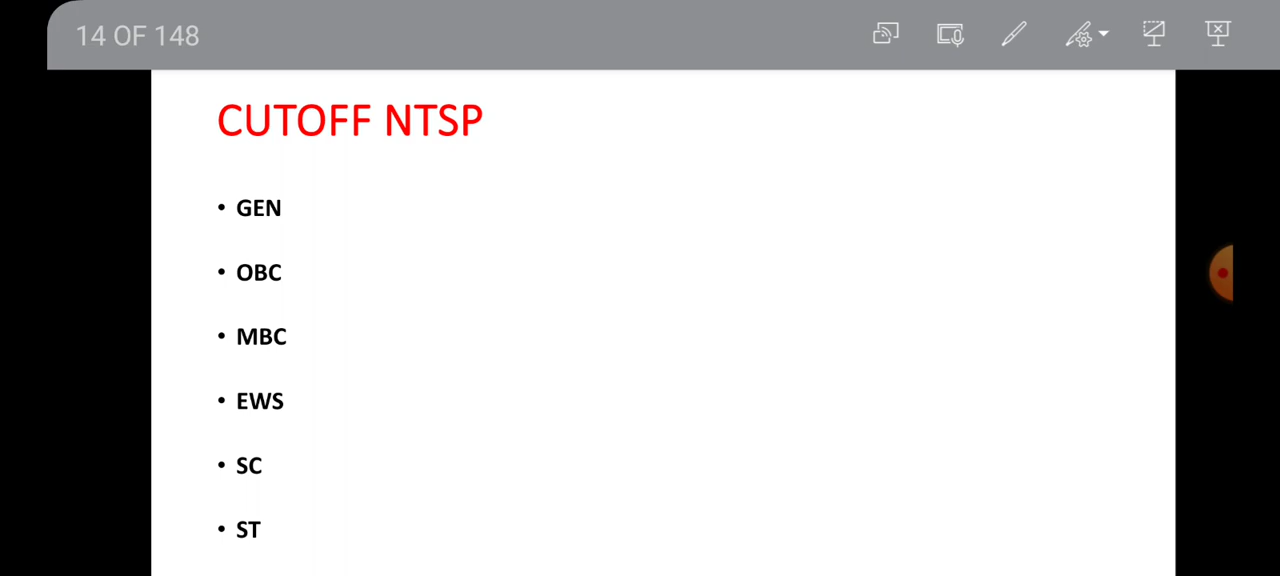 14 OF 148
CUTOFF NTSP
• GEN
• OBC
• MBC
• EWS
• SC
• ST